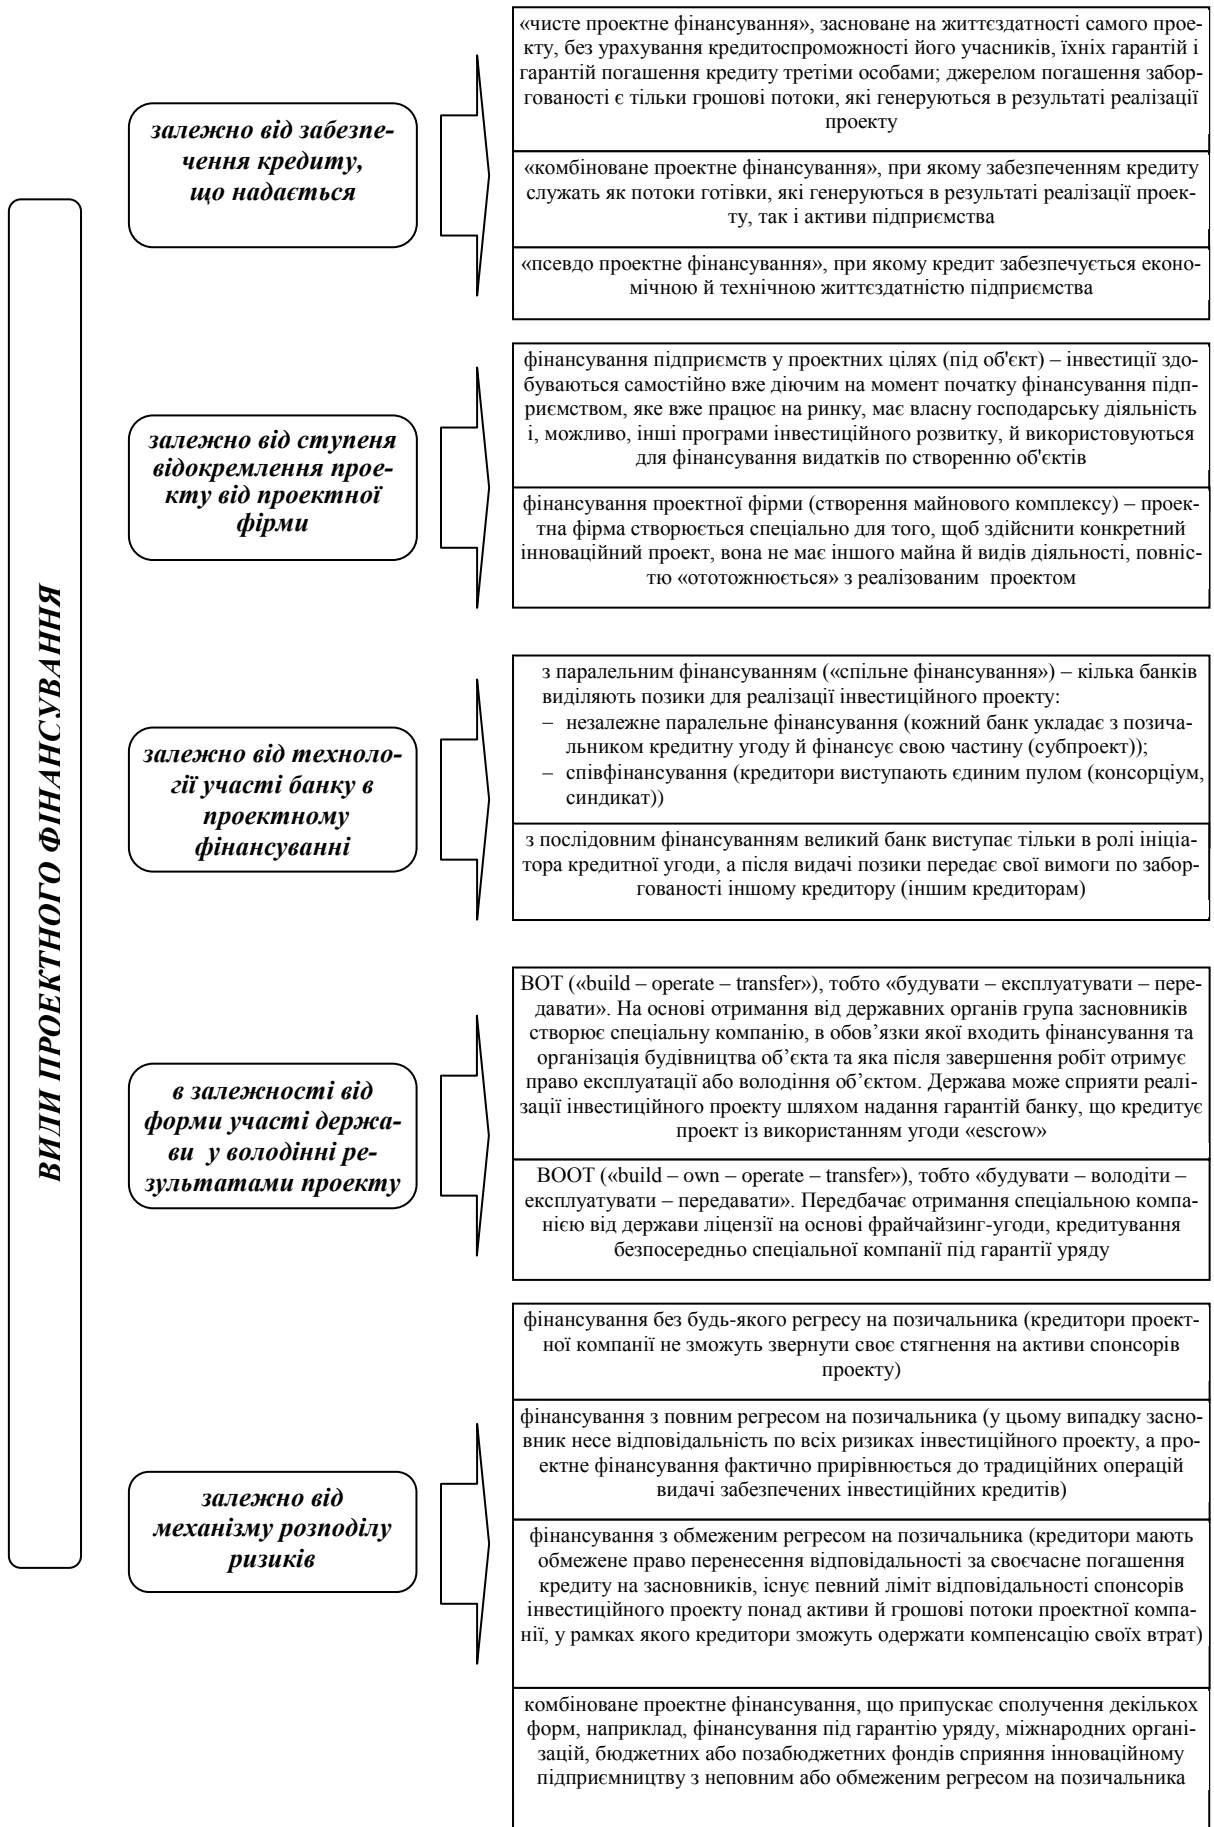 ВИДИ ПРОЕКТНОГО ФІНАНСУВАННЯ
залежно від забезпе-
чення кредиту,
що надається
«чисте проектне фінансування», засноване на життєздатності самого прое-
кту, без урахування кредитоспроможності його учасників, їхніх гарантій і
гарантій погашення кредиту третіми особами; джерелом погашення забор-
гованості є тільки грошові потоки, які генеруються в результаті реалізації
проекту
«комбіноване проектне фінансування», при якому забезпеченням кредиту
служать як потоки готівки, які генеруються в результаті реалізації проек-
ту, так і активи підприємства
«псевдо проектне фінансування», при якому кредит забезпечується еконо-
мічною й технічною життєздатністю підприємства
залежно від ступеня
відокремлення прое-
кту від проектної
фірми
фінансування підприємств у проектних цілях (під об'єкт) – інвестиції здо-
буваються самостійно вже діючим на момент початку фінансування підп-
риємством, яке вже працює на ринку, має власну господарську діяльність
і, можливо, інші програми інвестиційного розвитку, й використовуються
для фінансування видатків по створенню об'єктів
фінансування проектної фірми (створення майнового комплексу) – проек-
тна фірма створюється спеціально для того, щоб здійснити конкретний
інноваційний проект, вона не має іншого майна й видів діяльності, повніс-
тю «ототожнюється» з реалізованим проектом
залежно від техноло-
гії участі банку в
проектному
фінансуванні
з паралельним фінансуванням («спільне фінансування») – кілька банків
виділяють позики для реалізації інвестиційного проекту:
– незалежне паралельне фінансування (кожний банк укладає з позича-
льником кредитну угоду й фінансує свою частину (субпроект));
– співфінансування (кредитори виступають єдиним пулом (консорціум,
синдикат))
з послідовним фінансуванням великий банк виступає тільки в ролі ініціа-
тора кредитної угоди, а після видачі позики передає свої вимоги по забор-
гованості іншому кредитору (іншим кредиторам)
в залежності від
форми участі держа-
ви у володінні ре-
зультатами проекту
BOT («build – operate – transfer»), тобто «будувати – експлуатувати – пере-
давати». На основі отримання від державних органів група засновників
створює спеціальну компанію, в обов’язки якої входить фінансування та
організація будівництва об’єкта та яка після завершення робіт отримує
право експлуатації або володіння об’єктом. Держава може сприяти реалі-
зації інвестиційного проекту шляхом надання гарантій банку, що кредитує
проект із використанням угоди «escrow»
BOOT («build – own – operate – transfer»), тобто «будувати – володіти –
експлуатувати – передавати». Передбачає отримання спеціальною компа-
нією від держави ліцензії на основі фрайчайзинг-угоди, кредитування
безпосередньо спеціальної компанії під гарантії уряду
залежно від
механізму розподілу
ризиків
фінансування без будь-якого регресу на позичальника (кредитори проект-
ної компанії не зможуть звернути своє стягнення на активи спонсорів
проекту)
фінансування з повним регресом на позичальника (у цьому випадку засно-
вник несе відповідальність по всіх ризиках інвестиційного проекту, а про-
ектне фінансування фактично прирівнюється до традиційних операцій
видачі забезпечених інвестиційних кредитів)
фінансування з обмеженим регресом на позичальника (кредитори мають
обмежене право перенесення відповідальності за своєчасне погашення
кредиту на засновників, існує певний ліміт відповідальності спонсорів
інвестиційного проекту понад активи й грошові потоки проектної компа-
нії, у рамках якого кредитори зможуть одержати компенсацію своїх втрат)
комбіноване проектне фінансування, що припускає сполучення декількох
форм, наприклад, фінансування під гарантію уряду, міжнародних органі-
зацій, бюджетних або позабюджетних фондів сприяння інноваційному
підприємництву з неповним або обмеженим регресом на позичальника